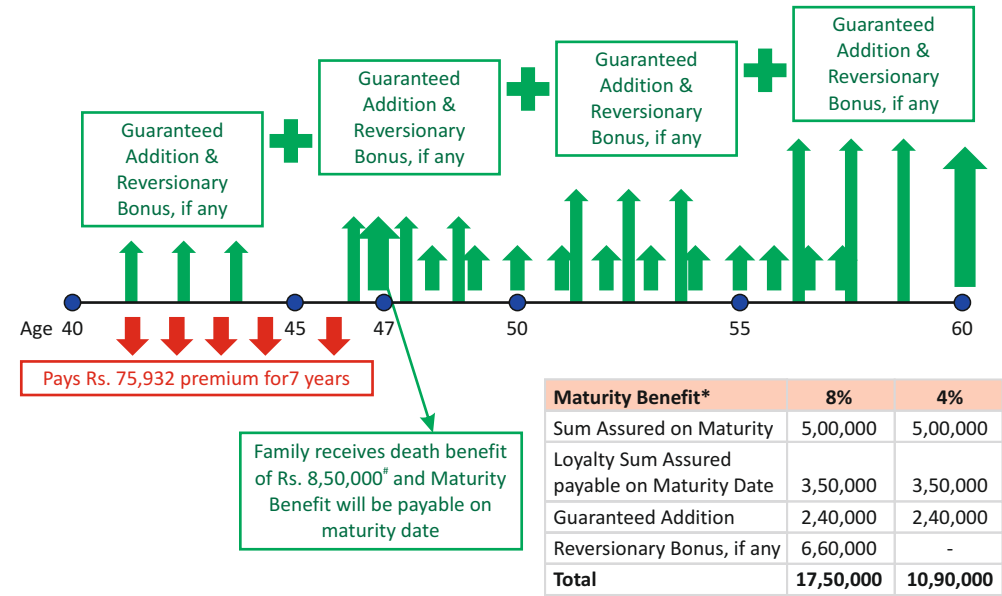 Guaranteed
Addition &
Reversionary
Bonus, if any
Guaranteed
Addition &
Reversionary
Bonus, if any
Guaranteed
Addition &
Reversionary
Bonus, if any
Guaranteed
Addition &
Reversionary
Bonus, if any
Age 40 45 47 50 55 60
Pays Rs. 75,932 premium for7 years
Family receives death benefit
of Rs. 8,50,000# and Maturity
Benefit will be payable on
maturity date
Maturity Benefit* 8% 4%
Sum Assured on Maturity 5,00,000 5,00,000
Loyalty Sum Assured
payable on Maturity Date 3,50,000 3,50,000
Guaranteed Addition 2,40,000 2,40,000
Reversionary Bonus, if any 6,60,000 -
Total 17,50,000 10,90,000